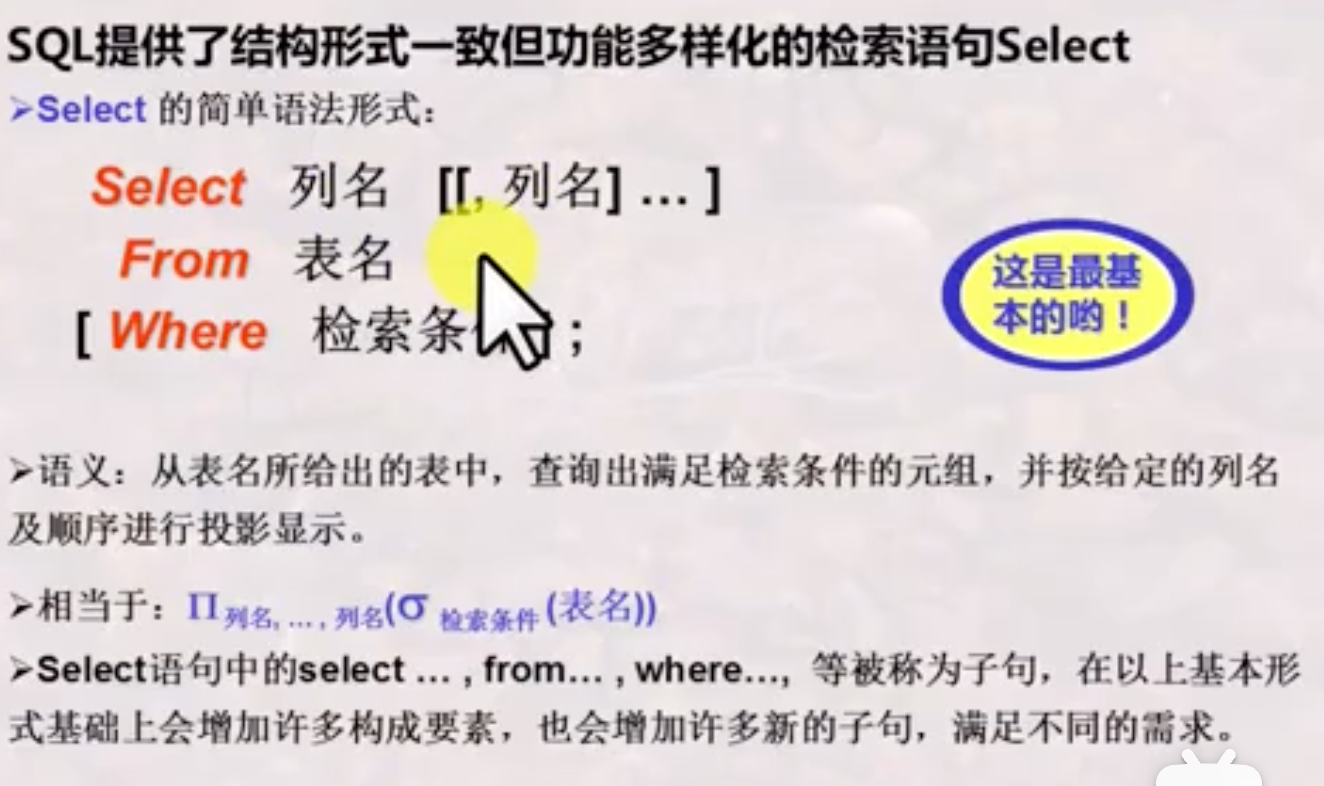 SQL提供了结构形式一致但功能多样化的检索语句Select
➢Select 的简单语法形式：
Select 列名 [[, 列名] … ]
From 表名
[ Where 检索条 ] ;
这是最基
本的哟！
➢语义：从表名所给出的表中，查询出满足检索条件的元组，并按给定的列名
及顺序进行投影显示。
➢相当于：Π 列名, … , 列名(σ 检索条件 (表名))
➢Select语句中的select … , from… , where…, 等被称为子句，在以上基本形
式基础上会增加许多构成要素，也会增加许多新的子句，满足不同的需求。